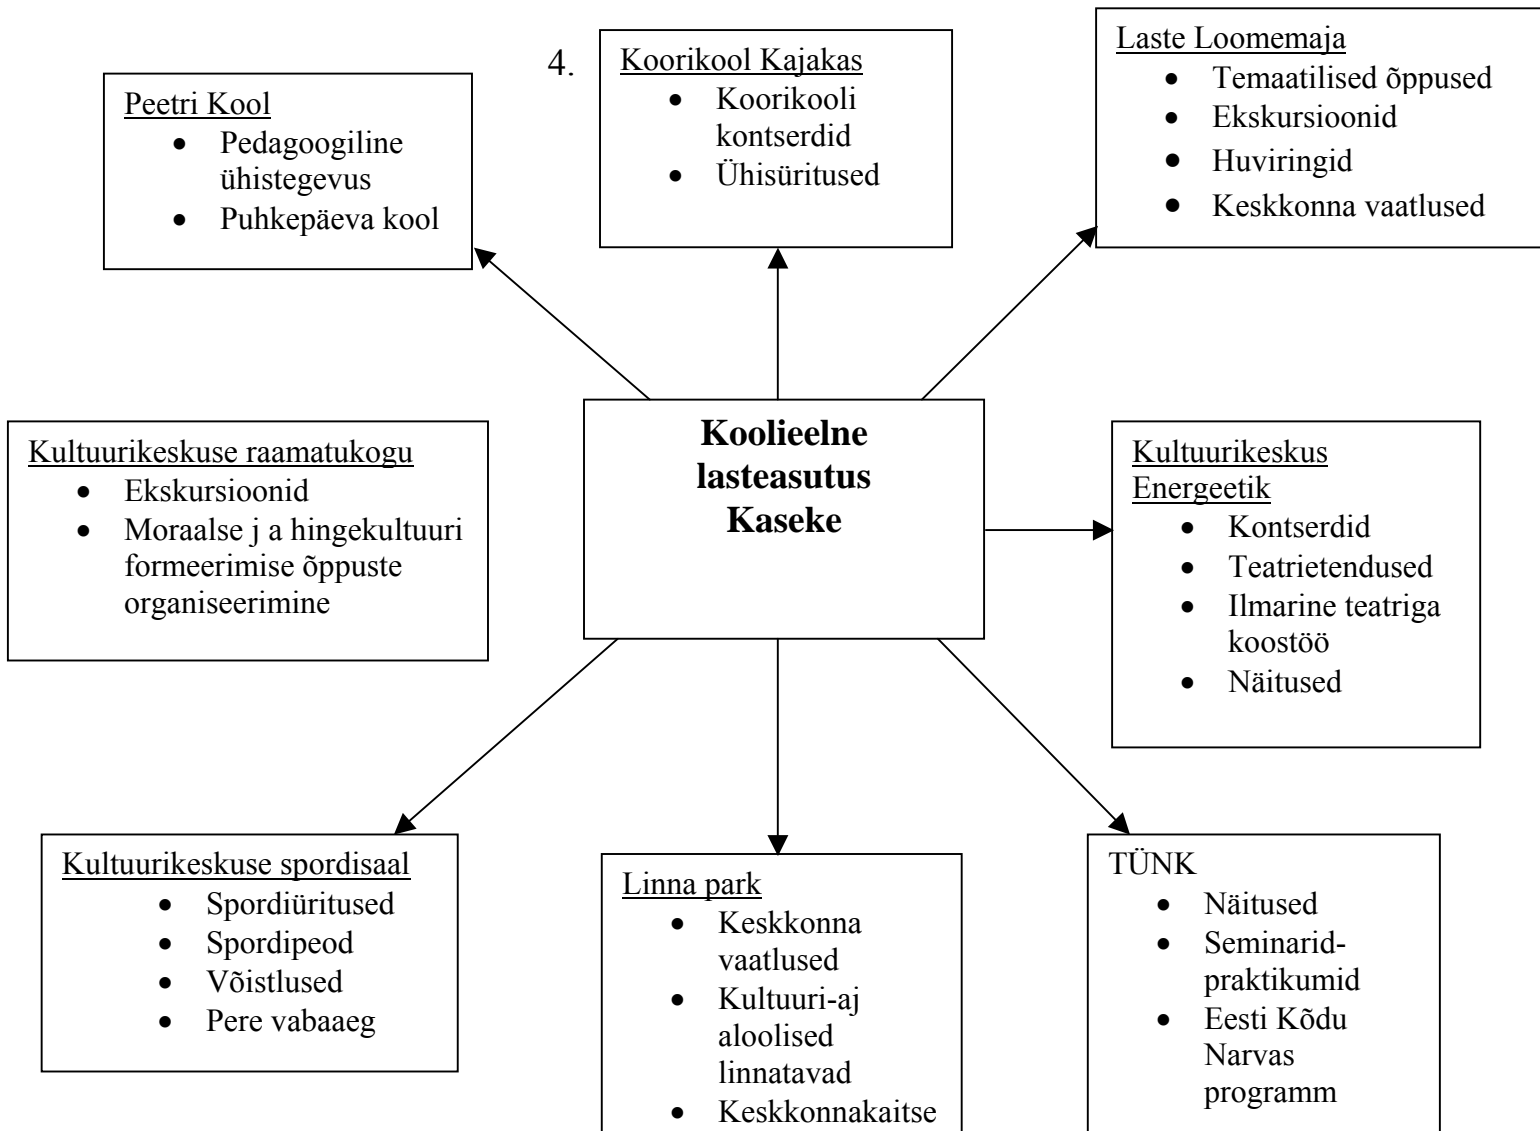 4.
Peetri Kool
• Pedagoogiline
ühistegevus
• Puhkepäeva kool
Koorikool Kajakas
• Koorikooli
kontserdid
• Ühisüritused
Laste Loomemaja
• Temaatilised õppused
• Ekskursioonid
• Huviringid
• Keskkonna vaatlused
Kultuurikeskuse raamatukogu
• Ekskursioonid
• Moraalse j a hingekultuuri
formeerimise õppuste
organiseerimine
Koolieelne
lasteasutus
Kaseke
Kultuurikeskus
Energeetik
• Kontserdid
• Teatrietendused
• Ilmarine teatriga
koostöö
• Näitused
Kultuurikeskuse spordisaal
• Spordiüritused
• Spordipeod
• Võistlused
• Pere vabaaeg
Linna park
• Keskkonna
vaatlused
• Kultuuri-aj
aloolised
linnatavad
• Keskkonnakaitse
TÜNK
• Näitused
• Seminarid-
praktikumid
• Eesti Kõdu
Narvas
programm